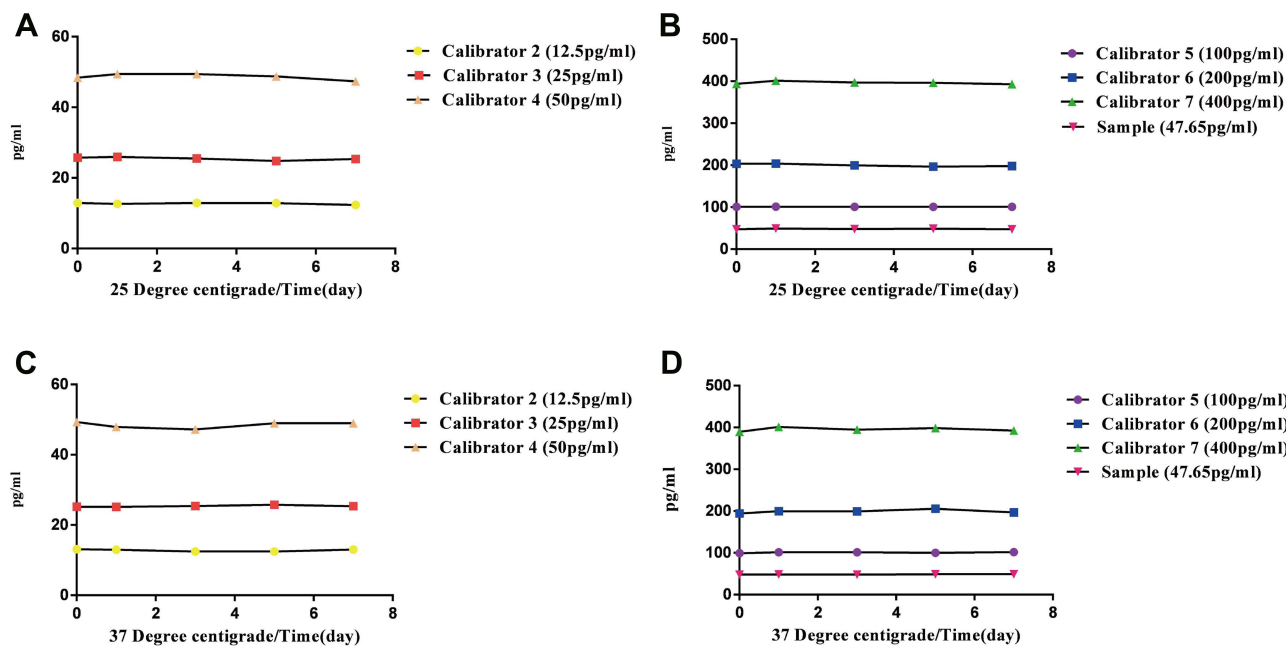 A
60
40
20
0
pg/ml
0 2 4 6 8
25 Degree centigrade/Time(day)
Calibrator 2 (12.5pg/ml)
Calibrator 3 (25pg/ml)
Calibrator 4 (50pg/ml)
B
500
400
300
200
100
0
pg/ml
0 2 4 6 8
25 Degree centigrade/Time(day)
Calibrator 5 (100pg/ml)
Calibrator 6 (200pg/ml)
Calibrator 7 (400pg/ml)
Sample (47.65pg/ml)
C
60
40
20
0
pg/ml
0 2 4 6 8
37 Degree centigrade/Time(day)
Calibrator 2 (12.5pg/ml)
Calibrator 3 (25pg/ml)
Calibrator 4 (50pg/ml)
D
500
400
300
200
100
0
pg/ml
0 2 4 6 8
37 Degree centigrade/Time(day)
Calibrator 5 (100pg/ml)
Calibrator 6 (200pg/ml)
Calibrator 7 (400pg/ml)
Sample (47.65pg/ml)